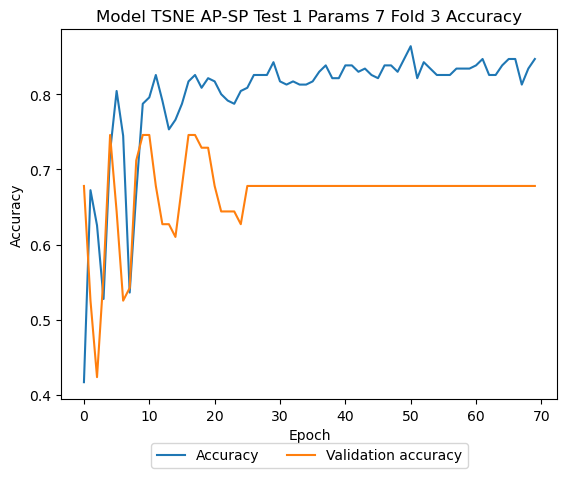 Model TSNE AP-SP Test 1 Params 7 Fold 3 Accuracy
Accuracy
0.8
0.7
0.6
0.5
0.4
0 10 20 30 40 50 60 70
Epoch
Accuracy Validation accuracy